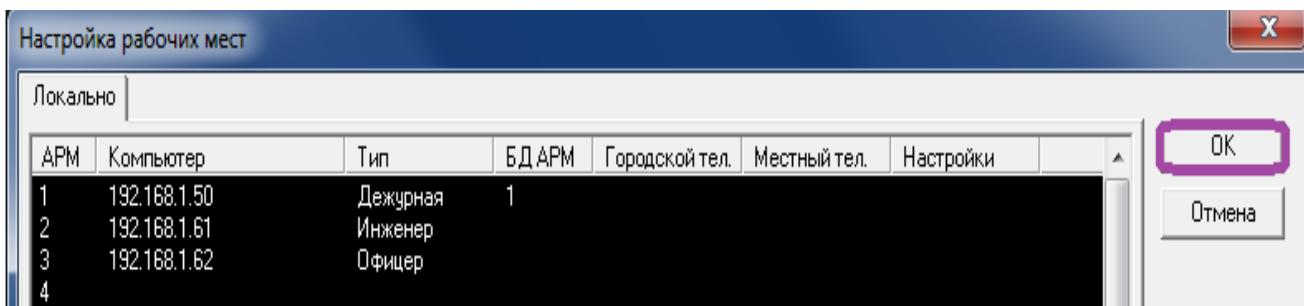 Настройка рабочих мест
X
Локально
АРМ Компьютер Тип БД АРМ Городской тел. Местный тел. Настройки
1 192.168.1.50 Дежурная 1
2 192.168.1.61 Инженер
3 192.168.1.62 Офицер
4
OK
Отмена